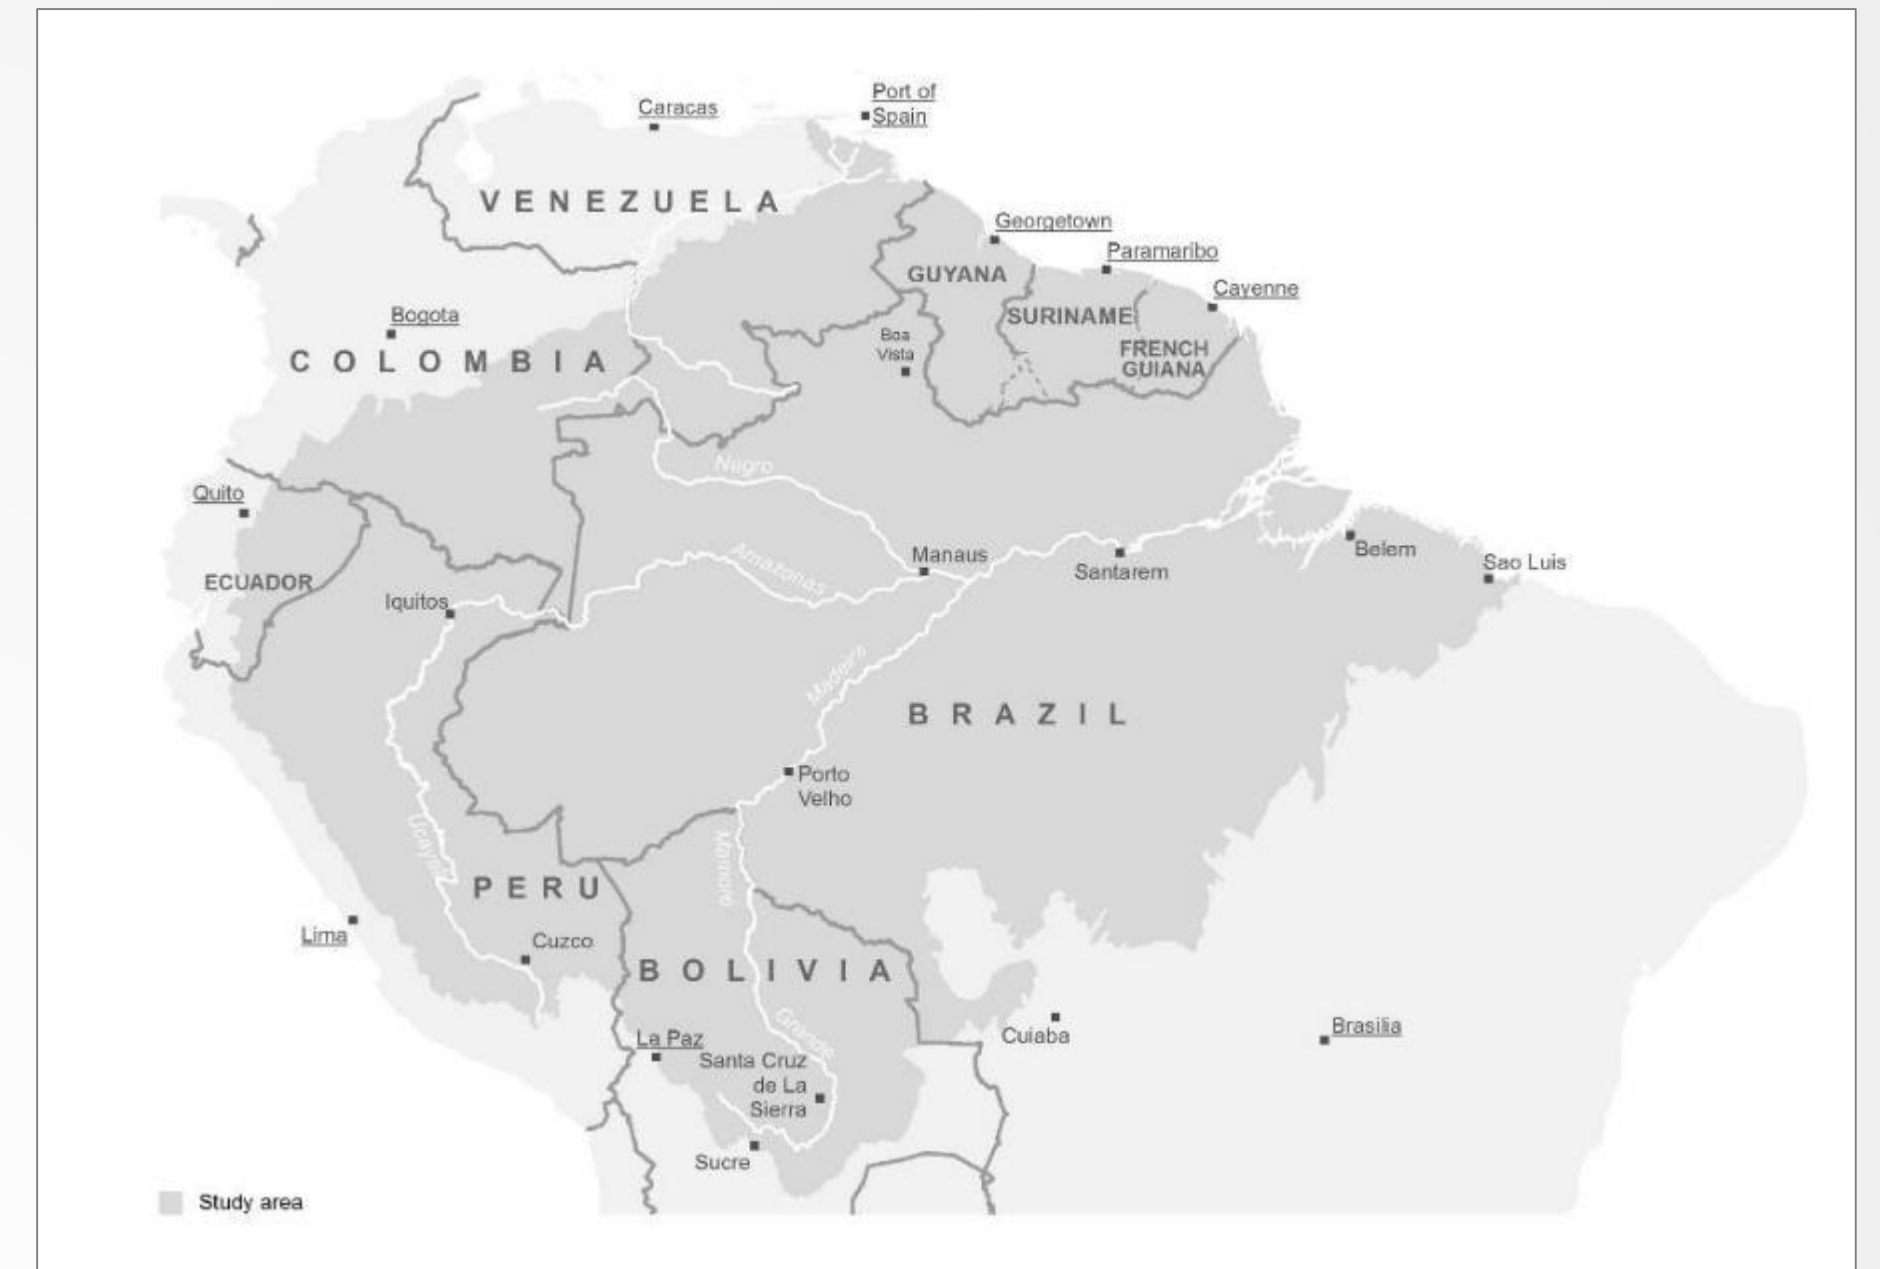 Port of
Spain
Caracas
VENEZUELA
Georgetown
Paramaribo
GUYANA
Cayenne
Bogota
SURINAME
Boa
Vista
COLOMBIA
FRENCH
GUIANA
Negro
Quito
Amazonas
Manaus
Belem
Santarem
Sao Luis
ECUADOR
Iquitos
Madeira
BRAZIL
Porto
Velho
PERU
Lima
Cuzco
BOLIVIA
Grande
Cuiaba
Brasilia
La Paz
Santa Cruz
de La
Sierra
Sucre
Study area